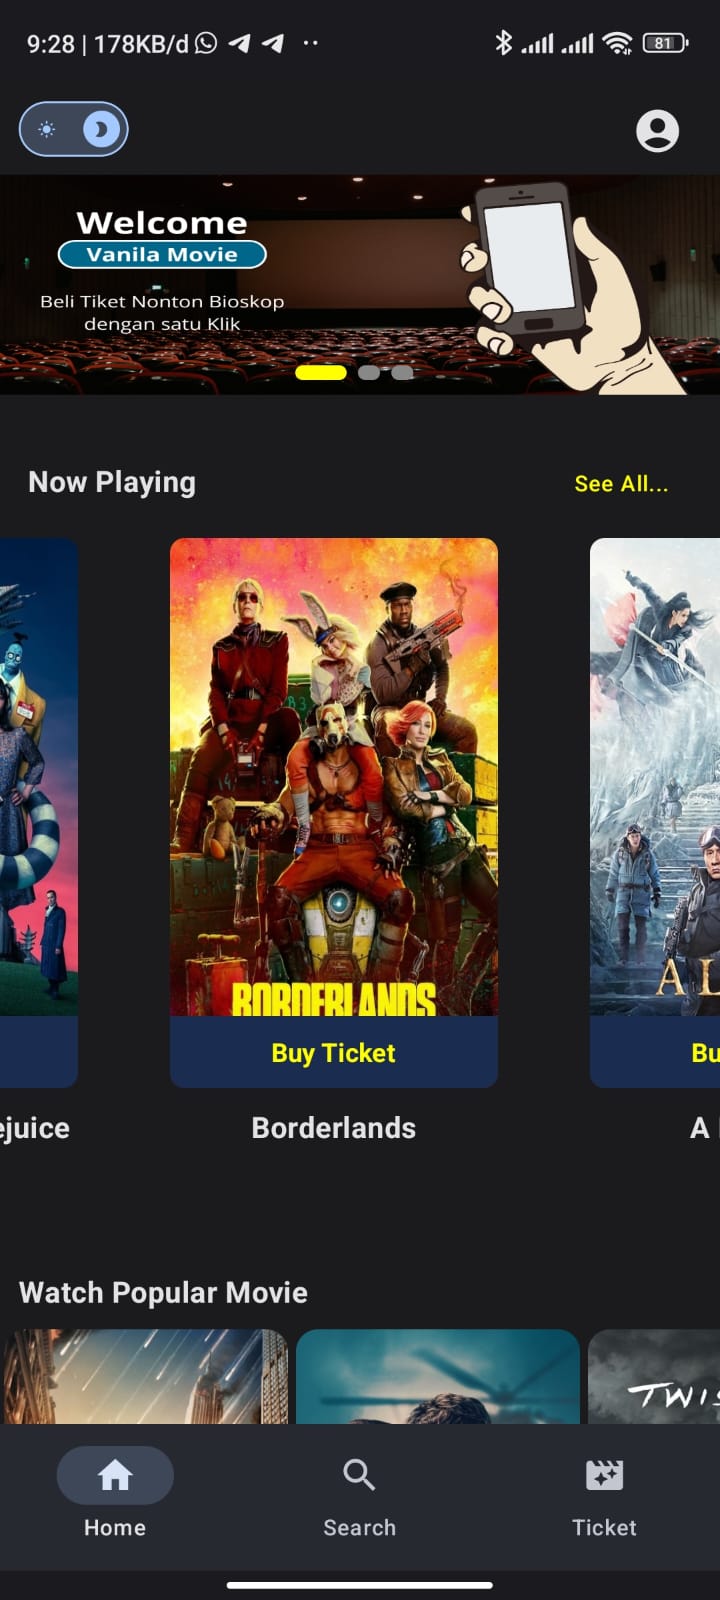 9:28 | 178KB/d
81
Welcome
Vanila Movie
Beli Tiket Nonton Bioskop
dengan satu Klik
Now Playing
See All...
BORDERLANDS
A L
Buy Ticket
Bu
ejuice
Borderlands
A
Watch Popular Movie
TWIS
Home
Search
Ticket